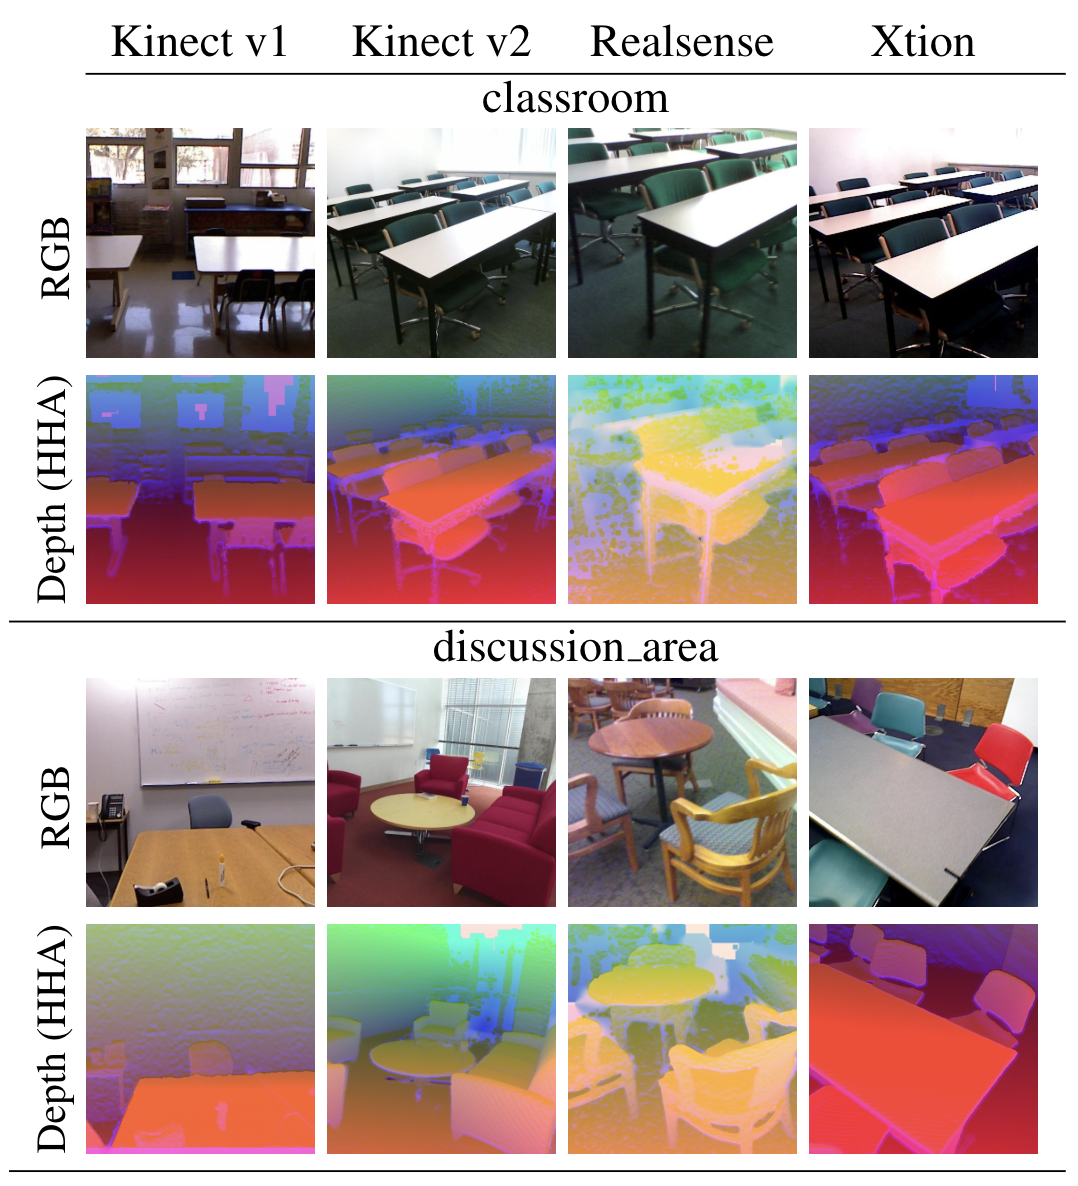 Kinect v1 Kinect v2 Realsense Xtion
classroom
RGB
Depth (HHA)
discussion_area
RGB
Depth (HHA)